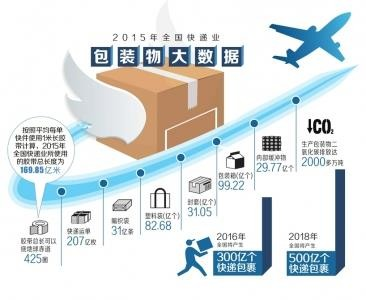 2015年全国快递业
包装物大数据
按照平均每单
快件使用1米长胶
带计算，2015年
全国快递业所使用
的胶带总长度为
169.85亿米
胶带总长可以
绕地球赤道
425圈
快递运单
207亿枚
编织袋
31亿条
塑料袋(亿个)
82.68
封套(亿个)
31.05
包装箱(亿个)
99.22
内部缓冲物
29.77亿个
CO₂
生产包装物二
氧化碳排放达
2000多万吨
2016年
全国将产生
300亿个
快递包裹
2018年
全国将产生
500亿个
快递包裹